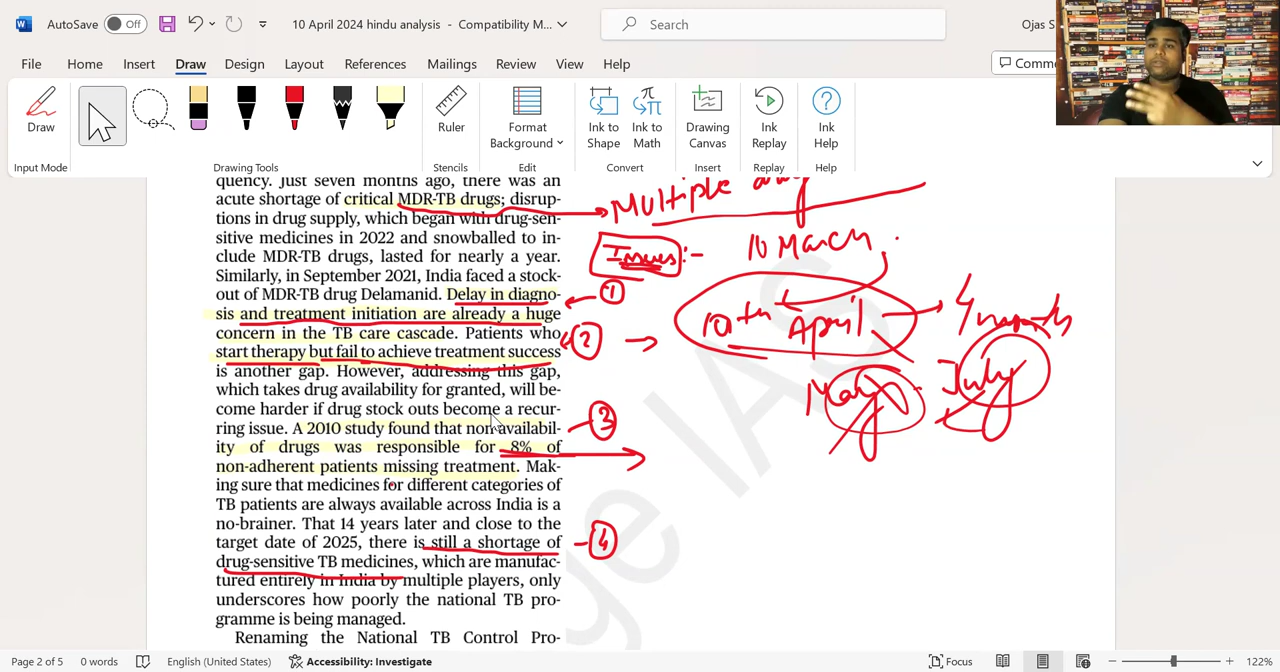 AutoSave Off 10 April 2024 hindu analysis - Compatibility M... Search Ojas S
File Home Insert Draw Design Layout References Mailings Review View Help Comm
Draw Ruler Format Background Ink to Shape Ink to Math Drawing Canvas Ink Replay Ink Help
Input Mode Drawing Tools Stencils Edit Convert Insert Replay Help
quency. Just seven months ago, there was an
acute shortage of critical MDR-TB drugs; disrup-
tions in drug supply, which began with drug-sen-
sitive medicines in 2022 and snowballed to in-
clude MDR-TB drugs, lasted for nearly a year.
Similarly, in September 2021, India faced a stock-
out of MDR-TB drug Delamanid. Delay in diagno-
sis and treatment initiation are already a huge
concern in the TB care cascade. Patients who
start therapy but fail to achieve treatment success
is another gap. However, addressing this gap,
which takes drug availability for granted, will be-
come harder if drug stock outs become a recur-
ring issue. A 2010 study found that non-availabil-
ity of drugs was responsible for 8% of
non-adherent patients missing treatment. Mak-
ing sure that medicines for different categories of
TB patients are always available across India is a
no-brainer. That 14 years later and close to the
target date of 2025, there is still a shortage of
drug-sensitive TB medicines, which are manufac-
tured entirely in India by multiple players, only
underscores how poorly the national TB pro-
gramme is being managed.
Renaming the National TB Control Pro-
Multiple drug
Issues:- 10 March
1
2
3
4
10th April 4 months
May July
ge IAS
Page 2 of 5 0 words English (United States) Accessibility: Investigate Focus 122%